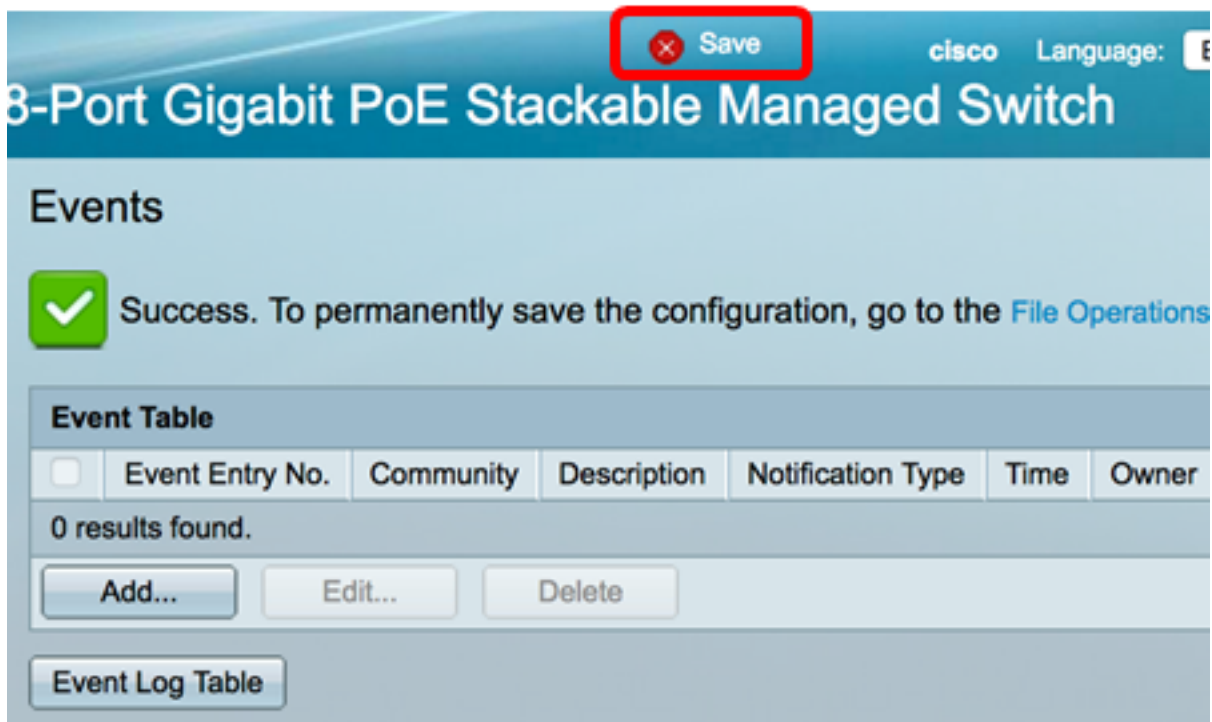 Save cisco Language:
8-Port Gigabit PoE Stackable Managed Switch
Events
Success. To permanently save the configuration, go to the File Operations
Event Table
Event Entry No. Community Description Notification Type Time Owner
0 results found.
Add... Edit... Delete
Event Log Table